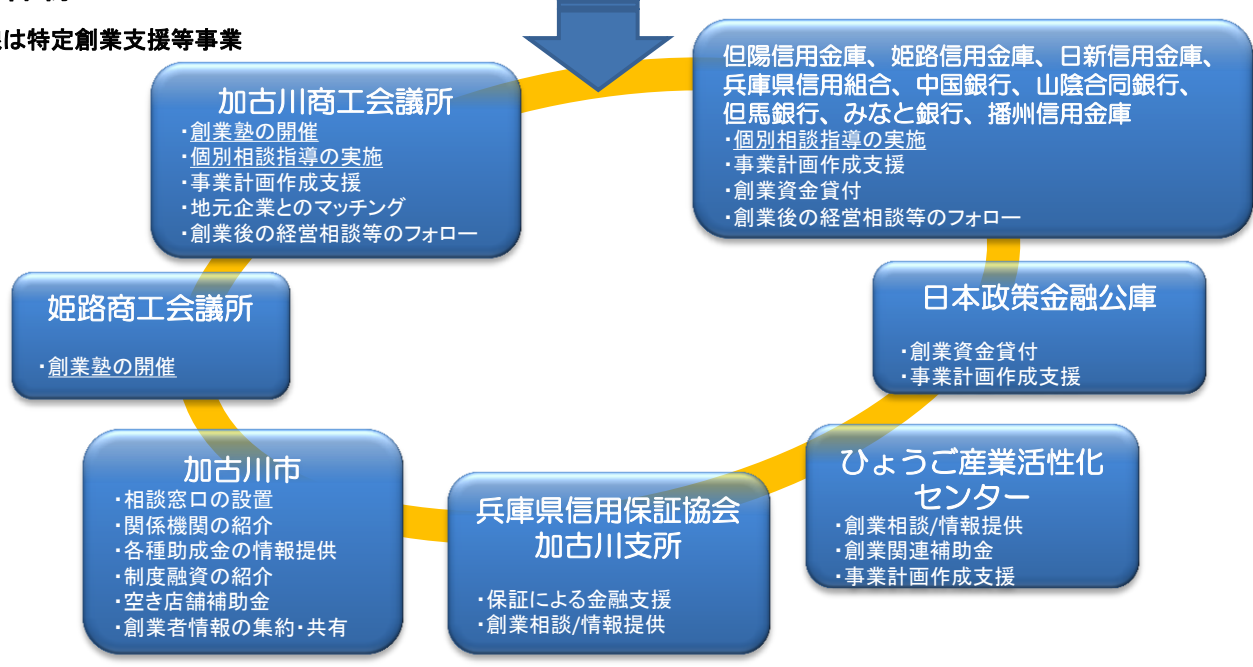 は特定創業支援等事業
加古川商工会議所
・創業塾の開催
・個別相談指導の実施
・事業計画作成支援
・地元企業とのマッチング
・創業後の経営相談等のフォロー
但陽信用金庫、姫路信用金庫、日新信用金庫、
兵庫県信用組合、中国銀行、山陰合同銀行、
但馬銀行、みなと銀行、播州信用金庫
・個別相談指導の実施
・事業計画作成支援
・創業資金貸付
・創業後の経営相談等のフォロー
姫路商工会議所
・創業塾の開催
日本政策金融公庫
・創業資金貸付
・事業計画作成支援
加古川市
・相談窓口の設置
・関係機関の紹介
・各種助成金の情報提供
・制度融資の紹介
・空き店舗補助金
・創業者情報の集約・共有
兵庫県信用保証協会
加古川支所
・保証による金融支援
・創業相談/情報提供
ひょうご産業活性化
センター
・創業相談/情報提供
・創業関連補助金
・事業計画作成支援